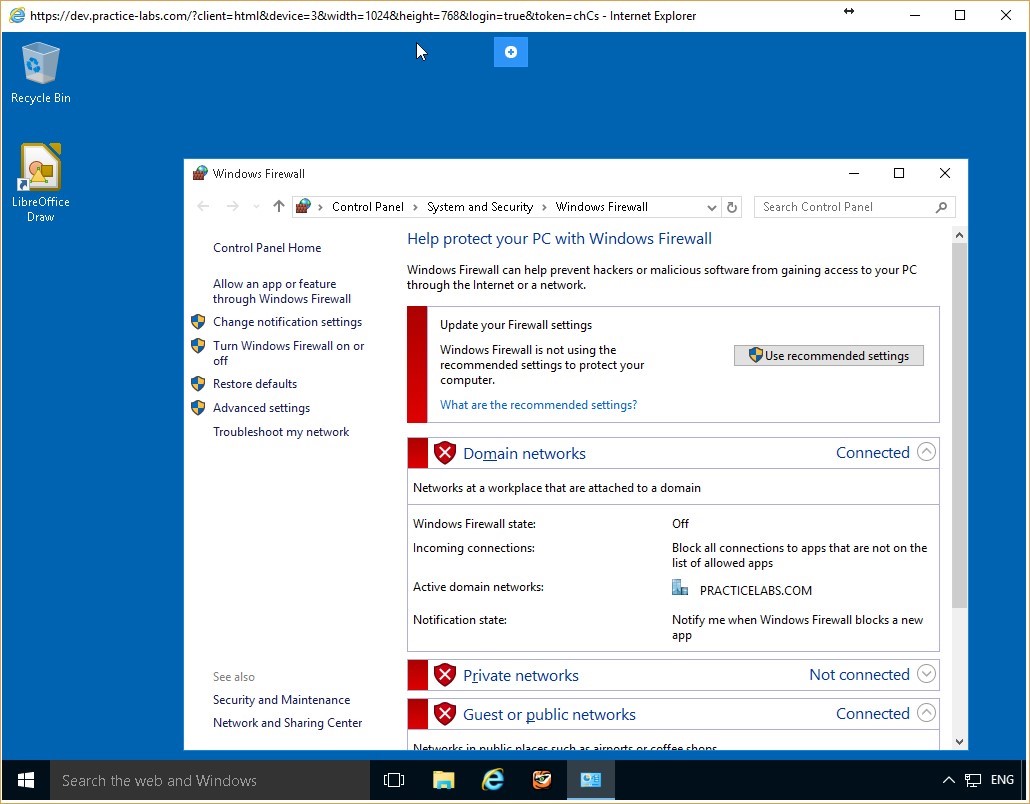 https://dev.practice-labs.com/?client=html&device=3&width=1024&height=768&login=true&token=chCs - Internet Explorer
Recycle Bin
LibreOffice
Draw
Windows Firewall
Control Panel > System and Security > Windows Firewall
Search Control Panel
Control Panel Home
Allow an app or feature
through Windows Firewall
Change notification settings
Turn Windows Firewall on or
off
Restore defaults
Advanced settings
Troubleshoot my network
See also
Security and Maintenance
Network and Sharing Center
Help protect your PC with Windows Firewall
Windows Firewall can help prevent hackers or malicious software from gaining access to your PC
through the Internet or a network.
Update your Firewall settings
Windows Firewall is not using the
recommended settings to protect your
computer.
Use recommended settings
What are the recommended settings?
Domain networks Connected
Networks at a workplace that are attached to a domain
Windows Firewall state: Off
Incoming connections: Block all connections to apps that are not on the
list of allowed apps
Active domain networks: PRACTICELABS.COM
Notification state: Notify me when Windows Firewall blocks a new
app
Private networks Not connected
Guest or public networks Connected
Networks in public places such as airports or coffee shops
Search the web and Windows
ENG